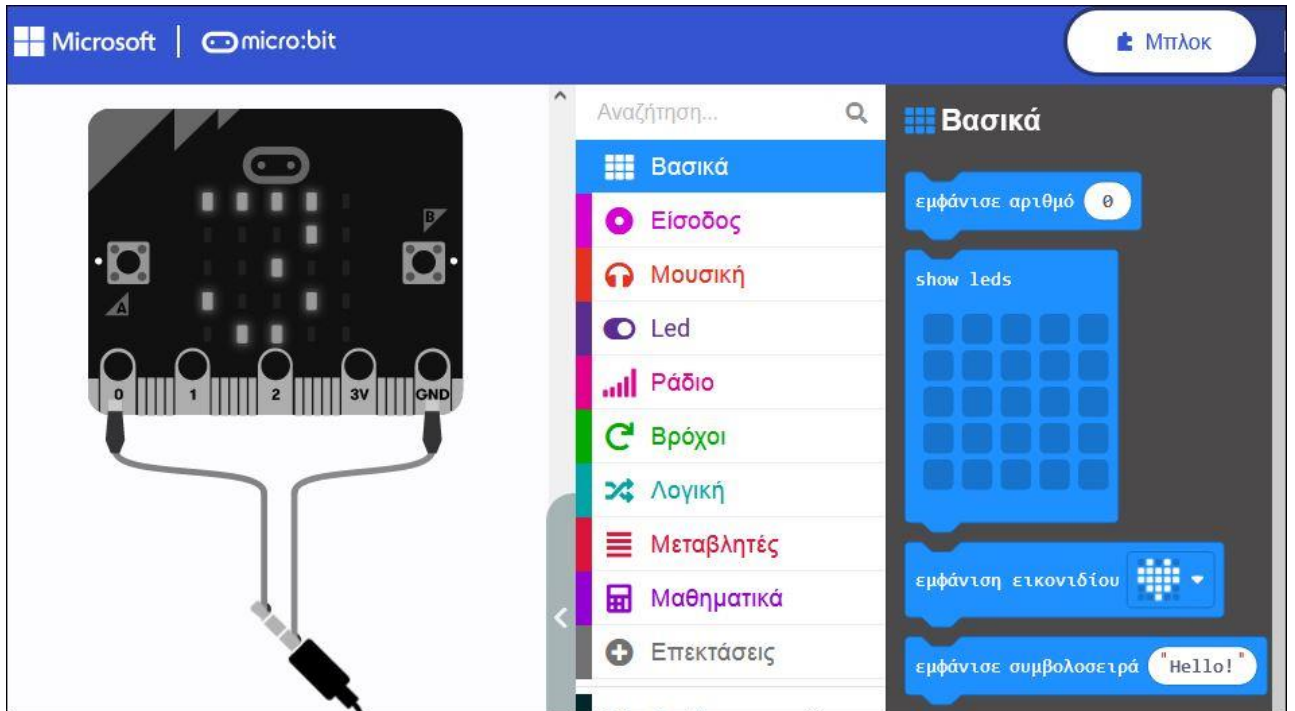 Microsoft | micro:bit
Μπλοκ
B
A
0 1 2 3V GND
Αναζήτηση...
Βασικά
Είσοδος
Μουσική
Led
Ράδιο
Βρόχοι
Λογική
Μεταβλητές
Μαθηματικά
Επεκτάσεις
Βασικά
εμφάνισε αριθμό 0
show leds
εμφάνιση εικονιδίου
εμφάνισε συμβολοσειρά "Hello!"